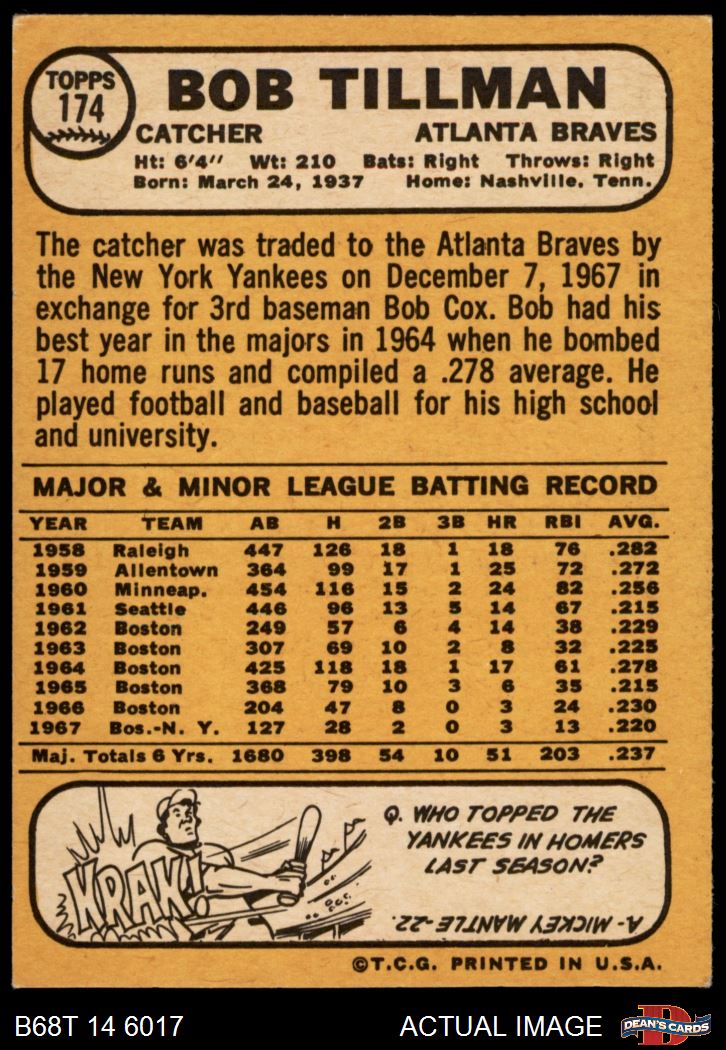 TOPPS
174
BOB TILLMAN
CATCHER ATLANTA BRAVES
Ht: 6'4" Wt: 210 Bats: Right Throws: Right
Born: March 24, 1937 Home: Nashville, Tenn.
The catcher was traded to the Atlanta Braves by
the New York Yankees on December 7, 1967 in
exchange for 3rd baseman Bob Cox. Bob had his
best year in the majors in 1964 when he bombed
17 home runs and compiled a .278 average. He
played football and baseball for his high school
and university.
MAJOR & MINOR LEAGUE BATTING RECORD
YEAR TEAM AB H 2B 3B HR RBI AVG.
1958 Raleigh 447 126 18 1 18 76 .282
1959 Allentown 364 99 17 1 25 72 .272
1960 Minneap. 454 116 15 2 24 82 .256
1961 Seattle 446 96 13 5 14 67 .215
1962 Boston 249 57 6 4 14 38 .229
1963 Boston 307 69 10 2 8 32 .225
1964 Boston 425 118 18 1 17 61 .278
1965 Boston 368 79 10 3 6 35 .215
1966 Boston 204 47 8 0 3 24 .230
1967 Bos.-N. Y. 127 28 2 0 3 13 .220
Maj. Totals 6 Yrs. 1680 398 54 10 51 203 .237
KRAK!
Q. WHO TOPPED THE
YANKEES IN HOMERS
LAST SEASON?
A- MICKEY MANTLE-22.
©T.C.G. PRINTED IN U.S.A.
B68T 14 6017 ACTUAL IMAGE
D
DEAN'S CARDS